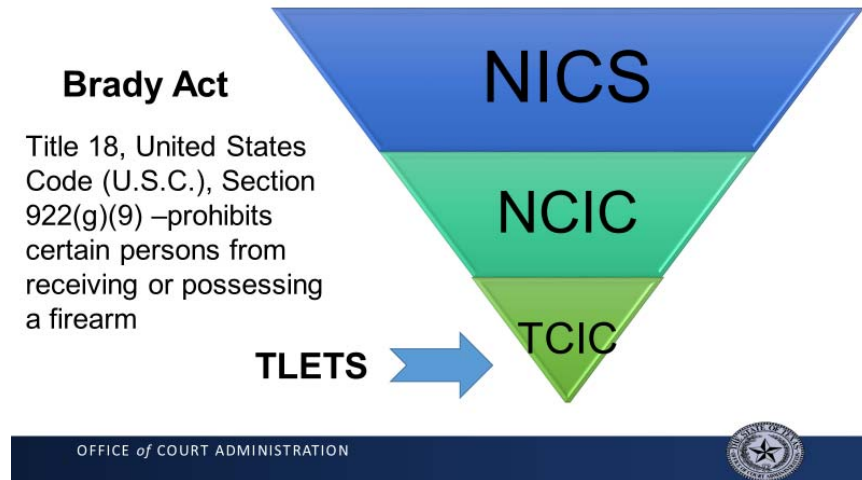 Brady Act
Title 18, United States
Code (U.S.C.), Section
922(g)(9) –prohibits
certain persons from
receiving or possessing
a firearm
NICS
NCIC
TCIC
TLETS
OFFICE of COURT ADMINISTRATION